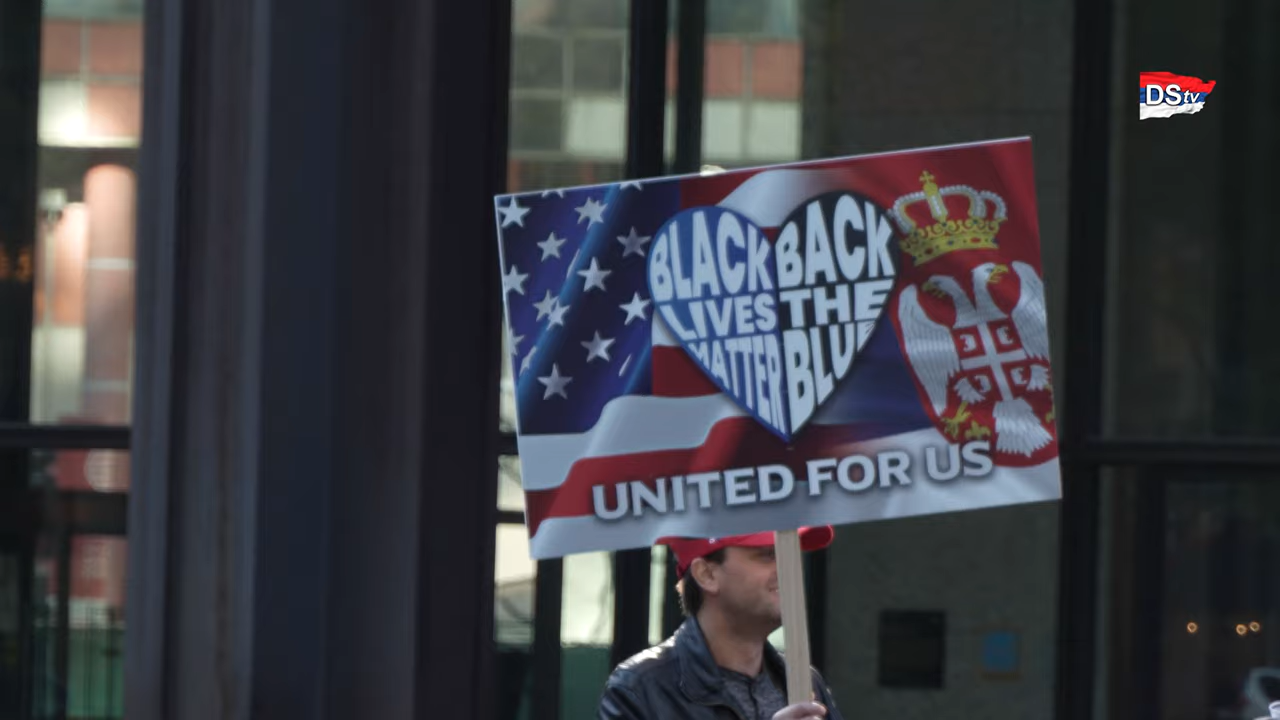 DStv
BLACK
LIVES
MATTER
BACK
THE
BLUE
UNITED FOR US